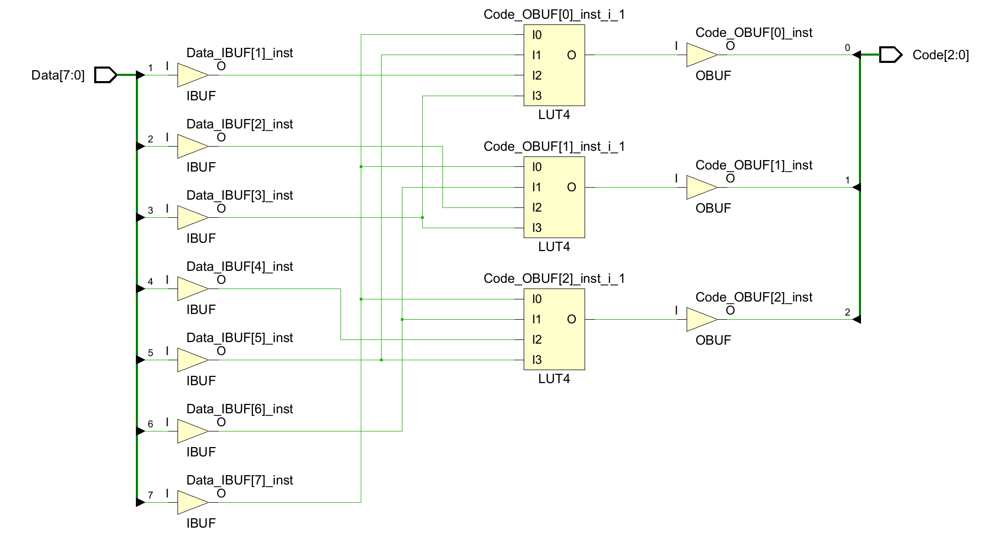 Code_OBUF[0]_inst_i_1
I0
I1
I2
I3
O
LUT4
Code_OBUF[0]_inst
I
O
OBUF
0
Code[2:0]
Data[7:0]
1
I
Data_IBUF[1]_inst
O
IBUF
2
I
Data_IBUF[2]_inst
O
IBUF
Code_OBUF[1]_inst_i_1
I0
I1
I2
I3
O
LUT4
Code_OBUF[1]_inst
I
O
OBUF
1
3
I
Data_IBUF[3]_inst
O
IBUF
4
I
Data_IBUF[4]_inst
O
IBUF
Code_OBUF[2]_inst_i_1
I0
I1
I2
I3
O
LUT4
Code_OBUF[2]_inst
I
O
OBUF
2
5
I
Data_IBUF[5]_inst
O
IBUF
6
I
Data_IBUF[6]_inst
O
IBUF
7
I
Data_IBUF[7]_inst
O
IBUF